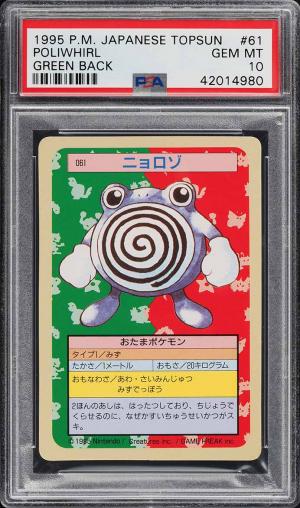 1995 P.M. JAPANESE TOPSUN #61
POLIWHIRL GEM MT
GREEN BACK 10
PSA 42014980
061 ニョロゾ
おたまポケモン
タイプ1/みず
たかさ/1メートル おもさ/20キログラム
おもなわざ/あわ・さいみんじゅつ
みずでっぽう
2ほんのあしは、はったつしており、ちじょうで
くらせるのに、なぜかすいちゅうせいかつが
スキ。
© 1995 Nintendo / Creatures inc. / GAME FREAK inc.